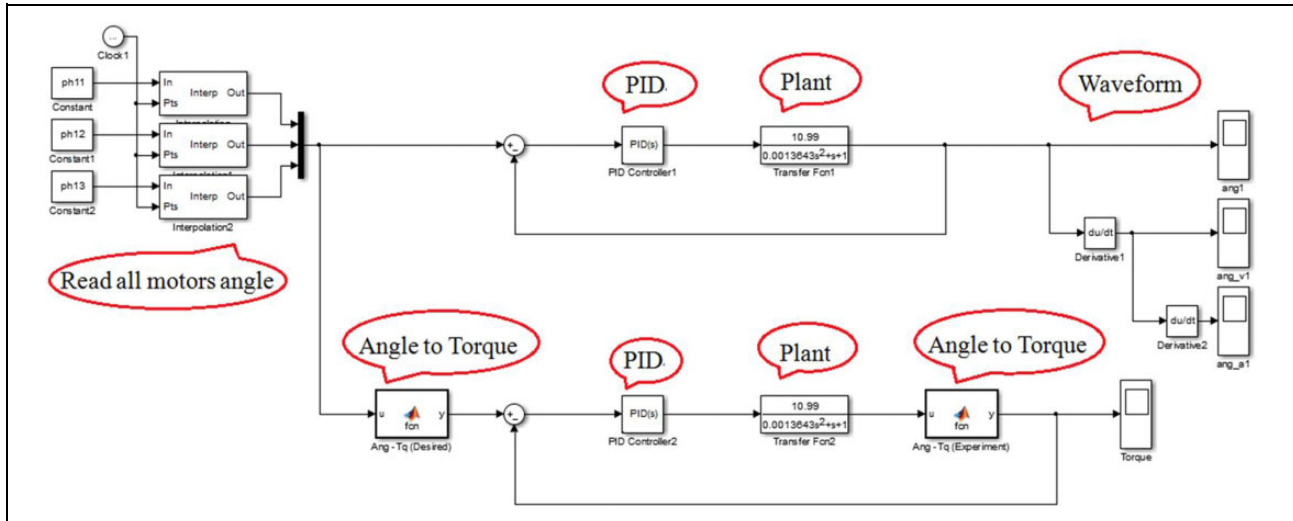 ...
Clock1
ph11
Constant
In
Pts
Interp
Out
ph12
Constant1
In
Pts
Interp
Out
ph13
Constant2
In
Pts
Interp
Out
Interpolation2
Read all motors angle
+
-
PID.
PID(s)
PID Controller1
Plant
10.99
0.0013643s²+s+1
Transfer Fcn1
Waveform
ang1
du/dt
Derivative1
ang_v1
du/dt
Derivative2
ang_a1
Angle to Torque
u
fcn
y
Ang - Tq (Desired)
+
-
PID.
PID(s)
PID Controller2
Plant
10.99
0.0013643s²+s+1
Transfer Fcn2
Angle to Torque
u
fcn
y
Ang - Tq (Experiment)
Torque